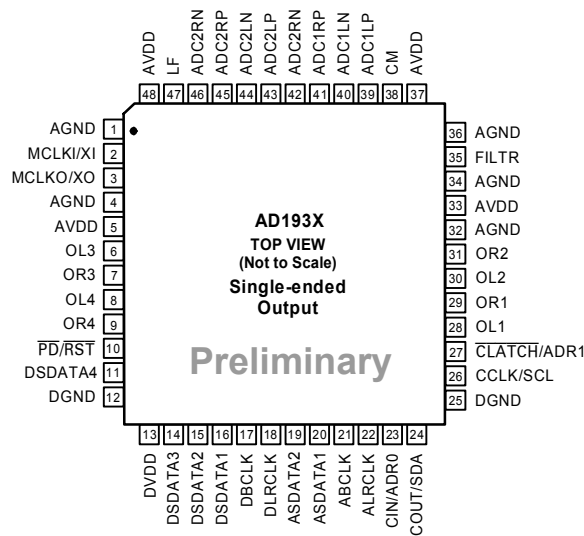 AVDD
LF
ADC2RN
ADC2RP
ADC2LN
ADC2LP
ADC2RN
ADC1RP
ADC1LN
ADC1LP
CM
AVDD
48 47 46 45 44 43 42 41 40 39 38 37
AGND 1
MCLKI/XI 2
MCLKO/XO 3
AGND 4
AVDD 5
OL3 6
OR3 7
OL4 8
OR4 9
PD/RST 10
DSDATA4 11
DGND 12
AD193X
TOP VIEW
(Not to Scale)
Single-ended
Output
Preliminary
36 AGND
35 FILTR
34 AGND
33 AVDD
32 AGND
31 OR2
30 OL2
29 OR1
28 OL1
27 CLATCH/ADR1
26 CCLK/SCL
25 DGND
13 14 15 16 17 18 19 20 21 22 23 24
DVDD
DSDATA3
DSDATA2
DSDATA1
DBCLK
DLRCLK
ASDATA2
ASDATA1
ABCLK
ALRCLK
CIN/ADR0
COUT/SDA